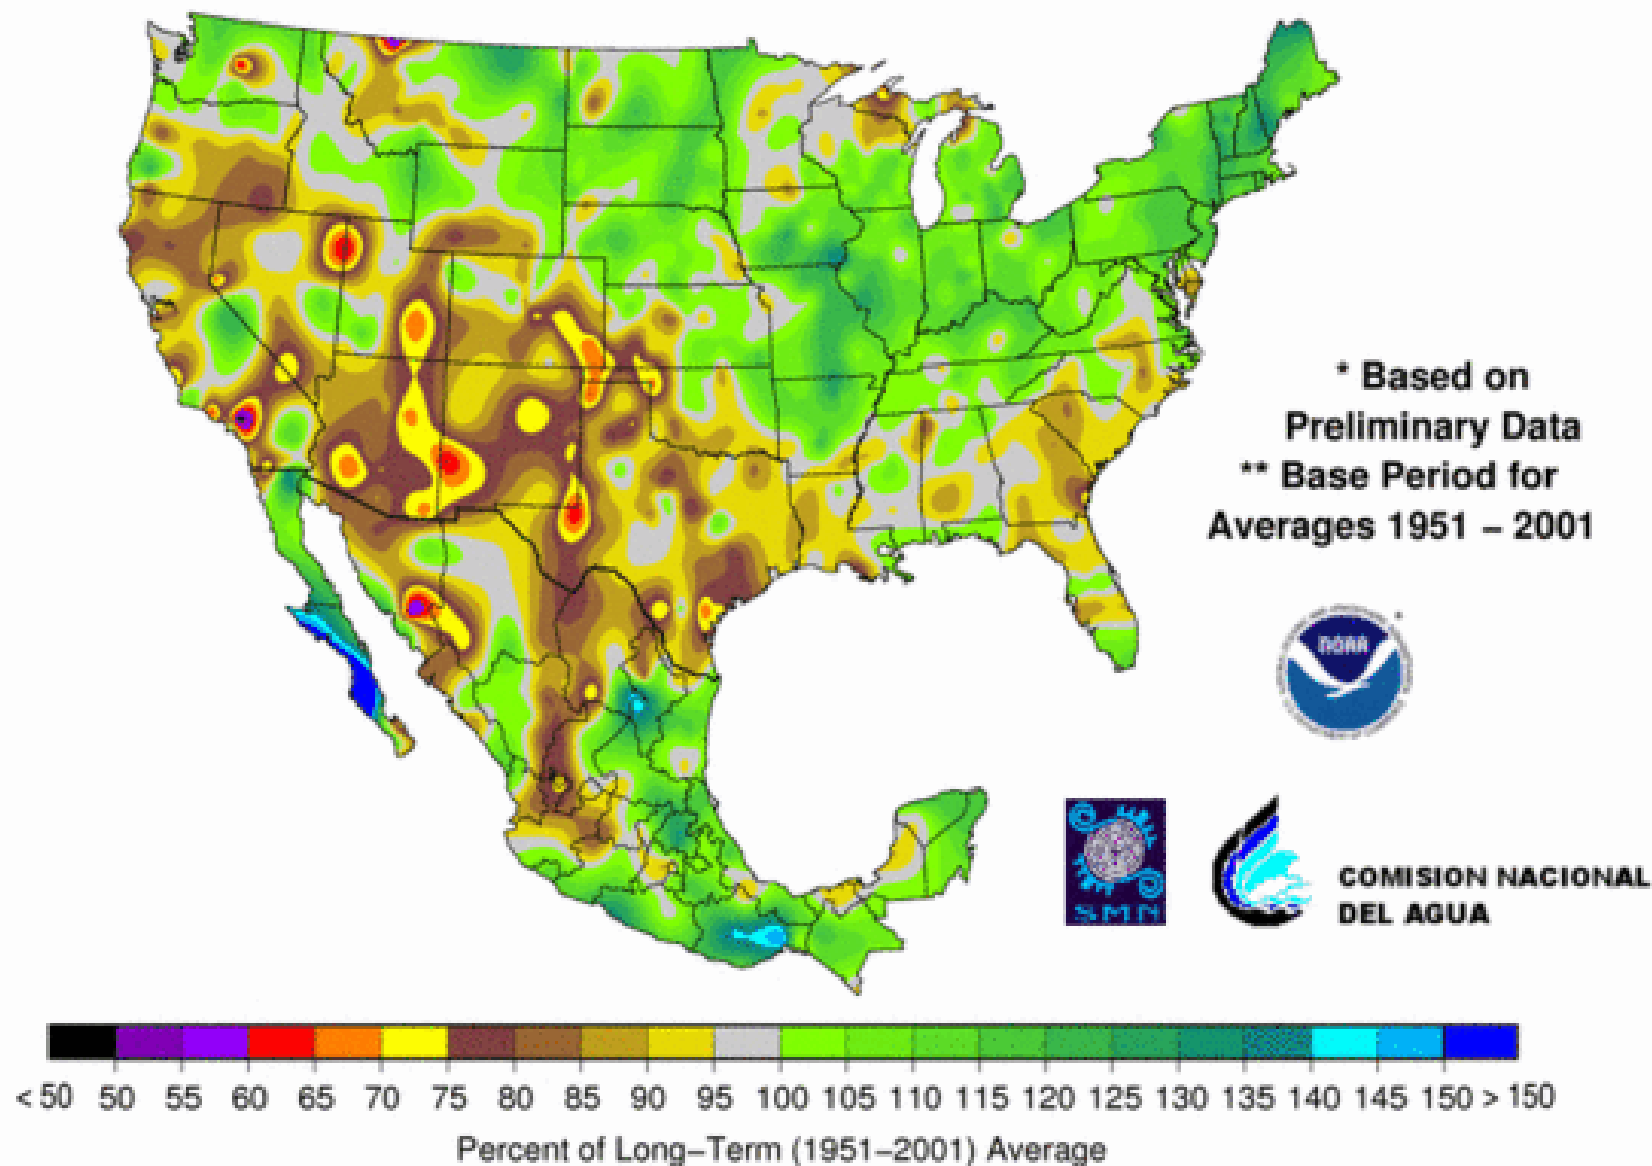 * Based on
Preliminary Data
** Base Period for
Averages 1951 – 2001
NOAA
SMN
COMISION NACIONAL
DEL AGUA
< 50 50 55 60 65 70 75 80 85 90 95 100 105 110 115 120 125 130 135 140 145 150 > 150
Percent of Long–Term (1951–2001) Average